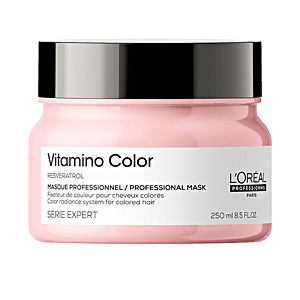 Vitamino Color
RESVERATROL
L'ORÉAL
PROFESSIONNEL
PARIS
MASQUE PROFESSIONNEL / PROFESSIONAL MASK
Fixateur de couleur pour cheveux colorés
Color radiance system for colored hair
SERIE EXPERT
250 ml 8.5 FL.OZ.